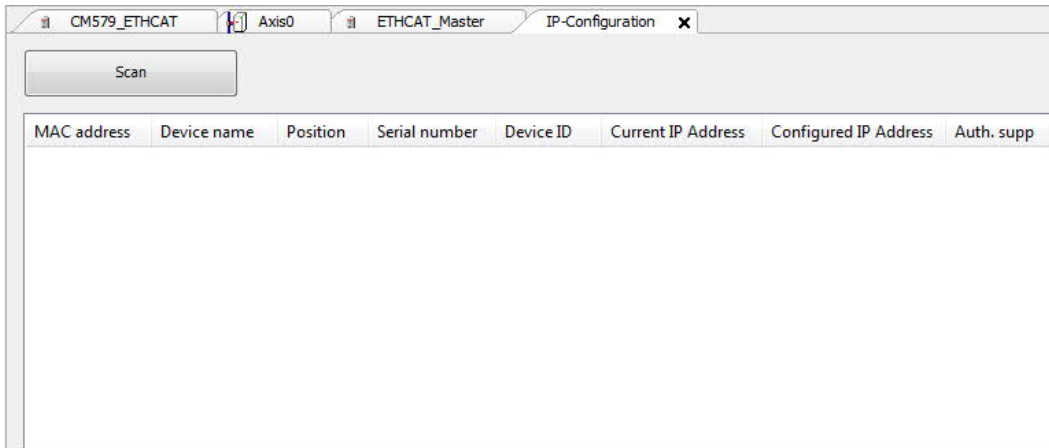 CM579_ETHCAT Axis0 ETHCAT_Master IP-Configuration
Scan
MAC address Device name Position Serial number Device ID Current IP Address Configured IP Address Auth. supp